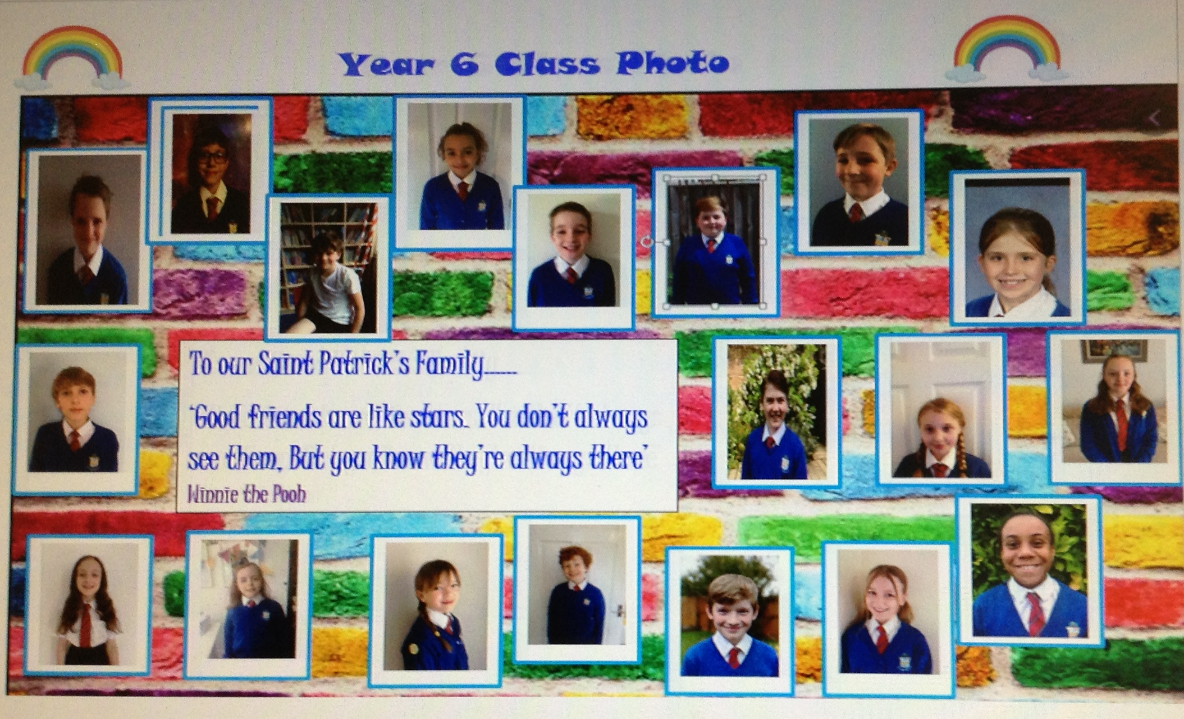 Year 6 Class Photo
To our Saint Patrick's Family......
'Good friends are like stars. You don't always
see them, But you know they're always there'
Winnie the Pooh